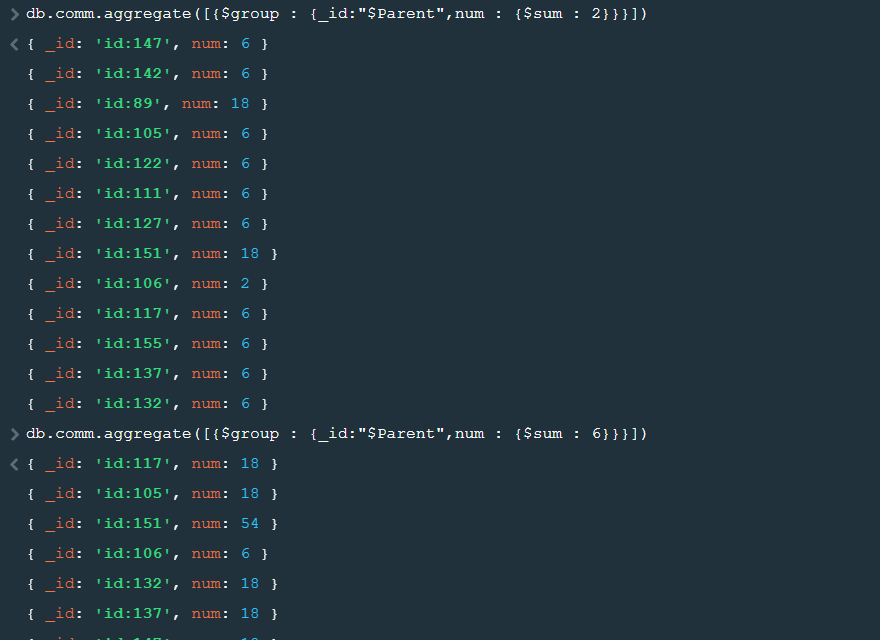 db.comm.aggregate([{$group : {_id:"$Parent",num : {$sum : 2}}}])
{ _id: 'id:147', num: 6 }
{ _id: 'id:142', num: 6 }
{ _id: 'id:89', num: 18 }
{ _id: 'id:105', num: 6 }
{ _id: 'id:122', num: 6 }
{ _id: 'id:111', num: 6 }
{ _id: 'id:127', num: 6 }
{ _id: 'id:151', num: 18 }
{ _id: 'id:106', num: 2 }
{ _id: 'id:117', num: 6 }
{ _id: 'id:155', num: 6 }
{ _id: 'id:137', num: 6 }
{ _id: 'id:132', num: 6 }
db.comm.aggregate([{$group : {_id:"$Parent",num : {$sum : 6}}}])
{ _id: 'id:117', num: 18 }
{ _id: 'id:105', num: 18 }
{ _id: 'id:151', num: 54 }
{ _id: 'id:106', num: 6 }
{ _id: 'id:132', num: 18 }
{ _id: 'id:137', num: 18 }